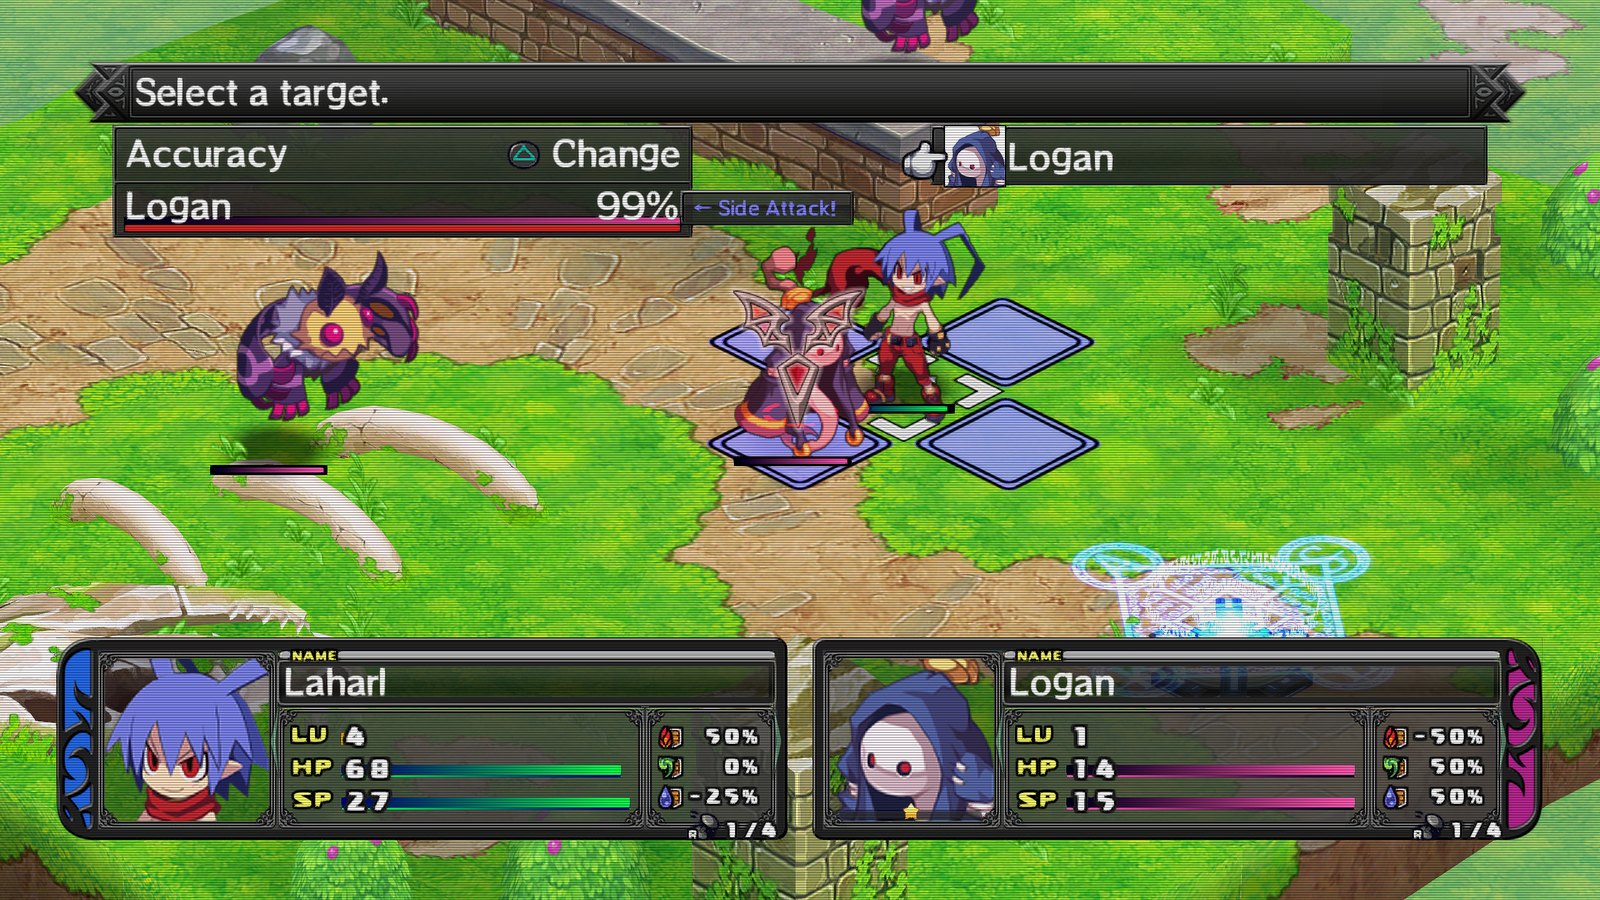 Select a target.
Accuracy Change
Logan
Logan 99% ← Side Attack!
NAME
Laharl
LV 4 50%
HP 68 0%
SP 27 -25%
R 1/4
NAME
Logan
LV 1 -50%
HP 14 50%
SP 15 50%
R 1/4